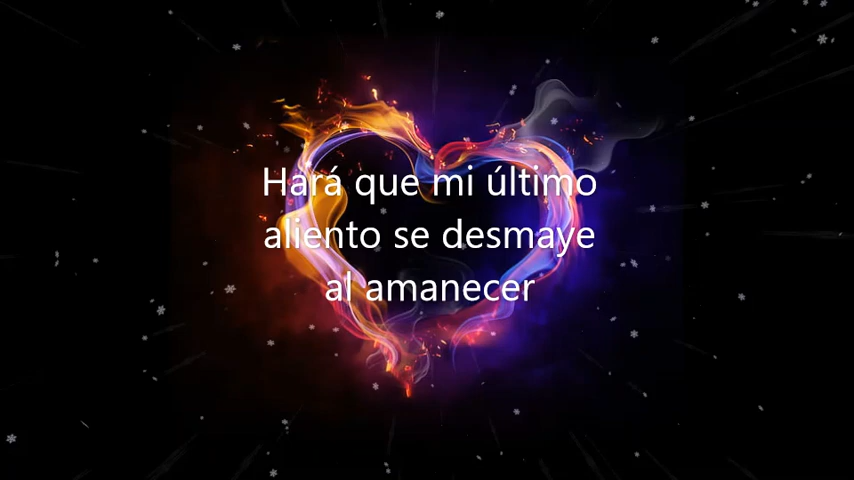 Hará que mi último
aliento se desmaye
al amanecer